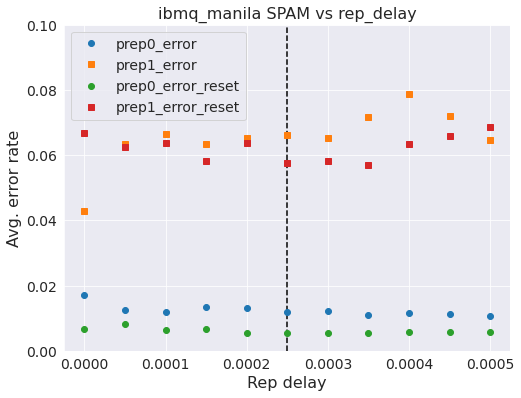 ibmq_manila SPAM vs rep_delay
prep0_error
prep1_error
prep0_error_reset
prep1_error_reset
0.10
0.08
0.06
0.04
0.02
0.00
Avg. error rate
0.0000 0.0001 0.0002 0.0003 0.0004 0.0005
Rep delay